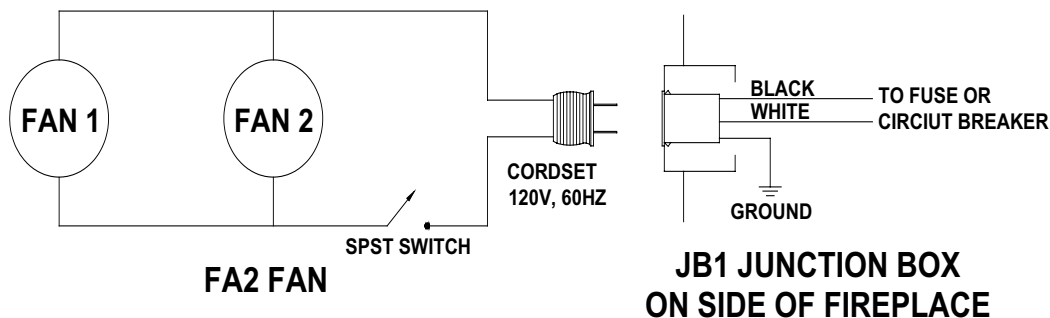 FAN 1
FAN 2
CORDSET
120V, 60HZ
SPST SWITCH
FA2 FAN
BLACK
WHITE
TO FUSE OR
CIRCIUT BREAKER
GROUND
JB1 JUNCTION BOX
ON SIDE OF FIREPLACE